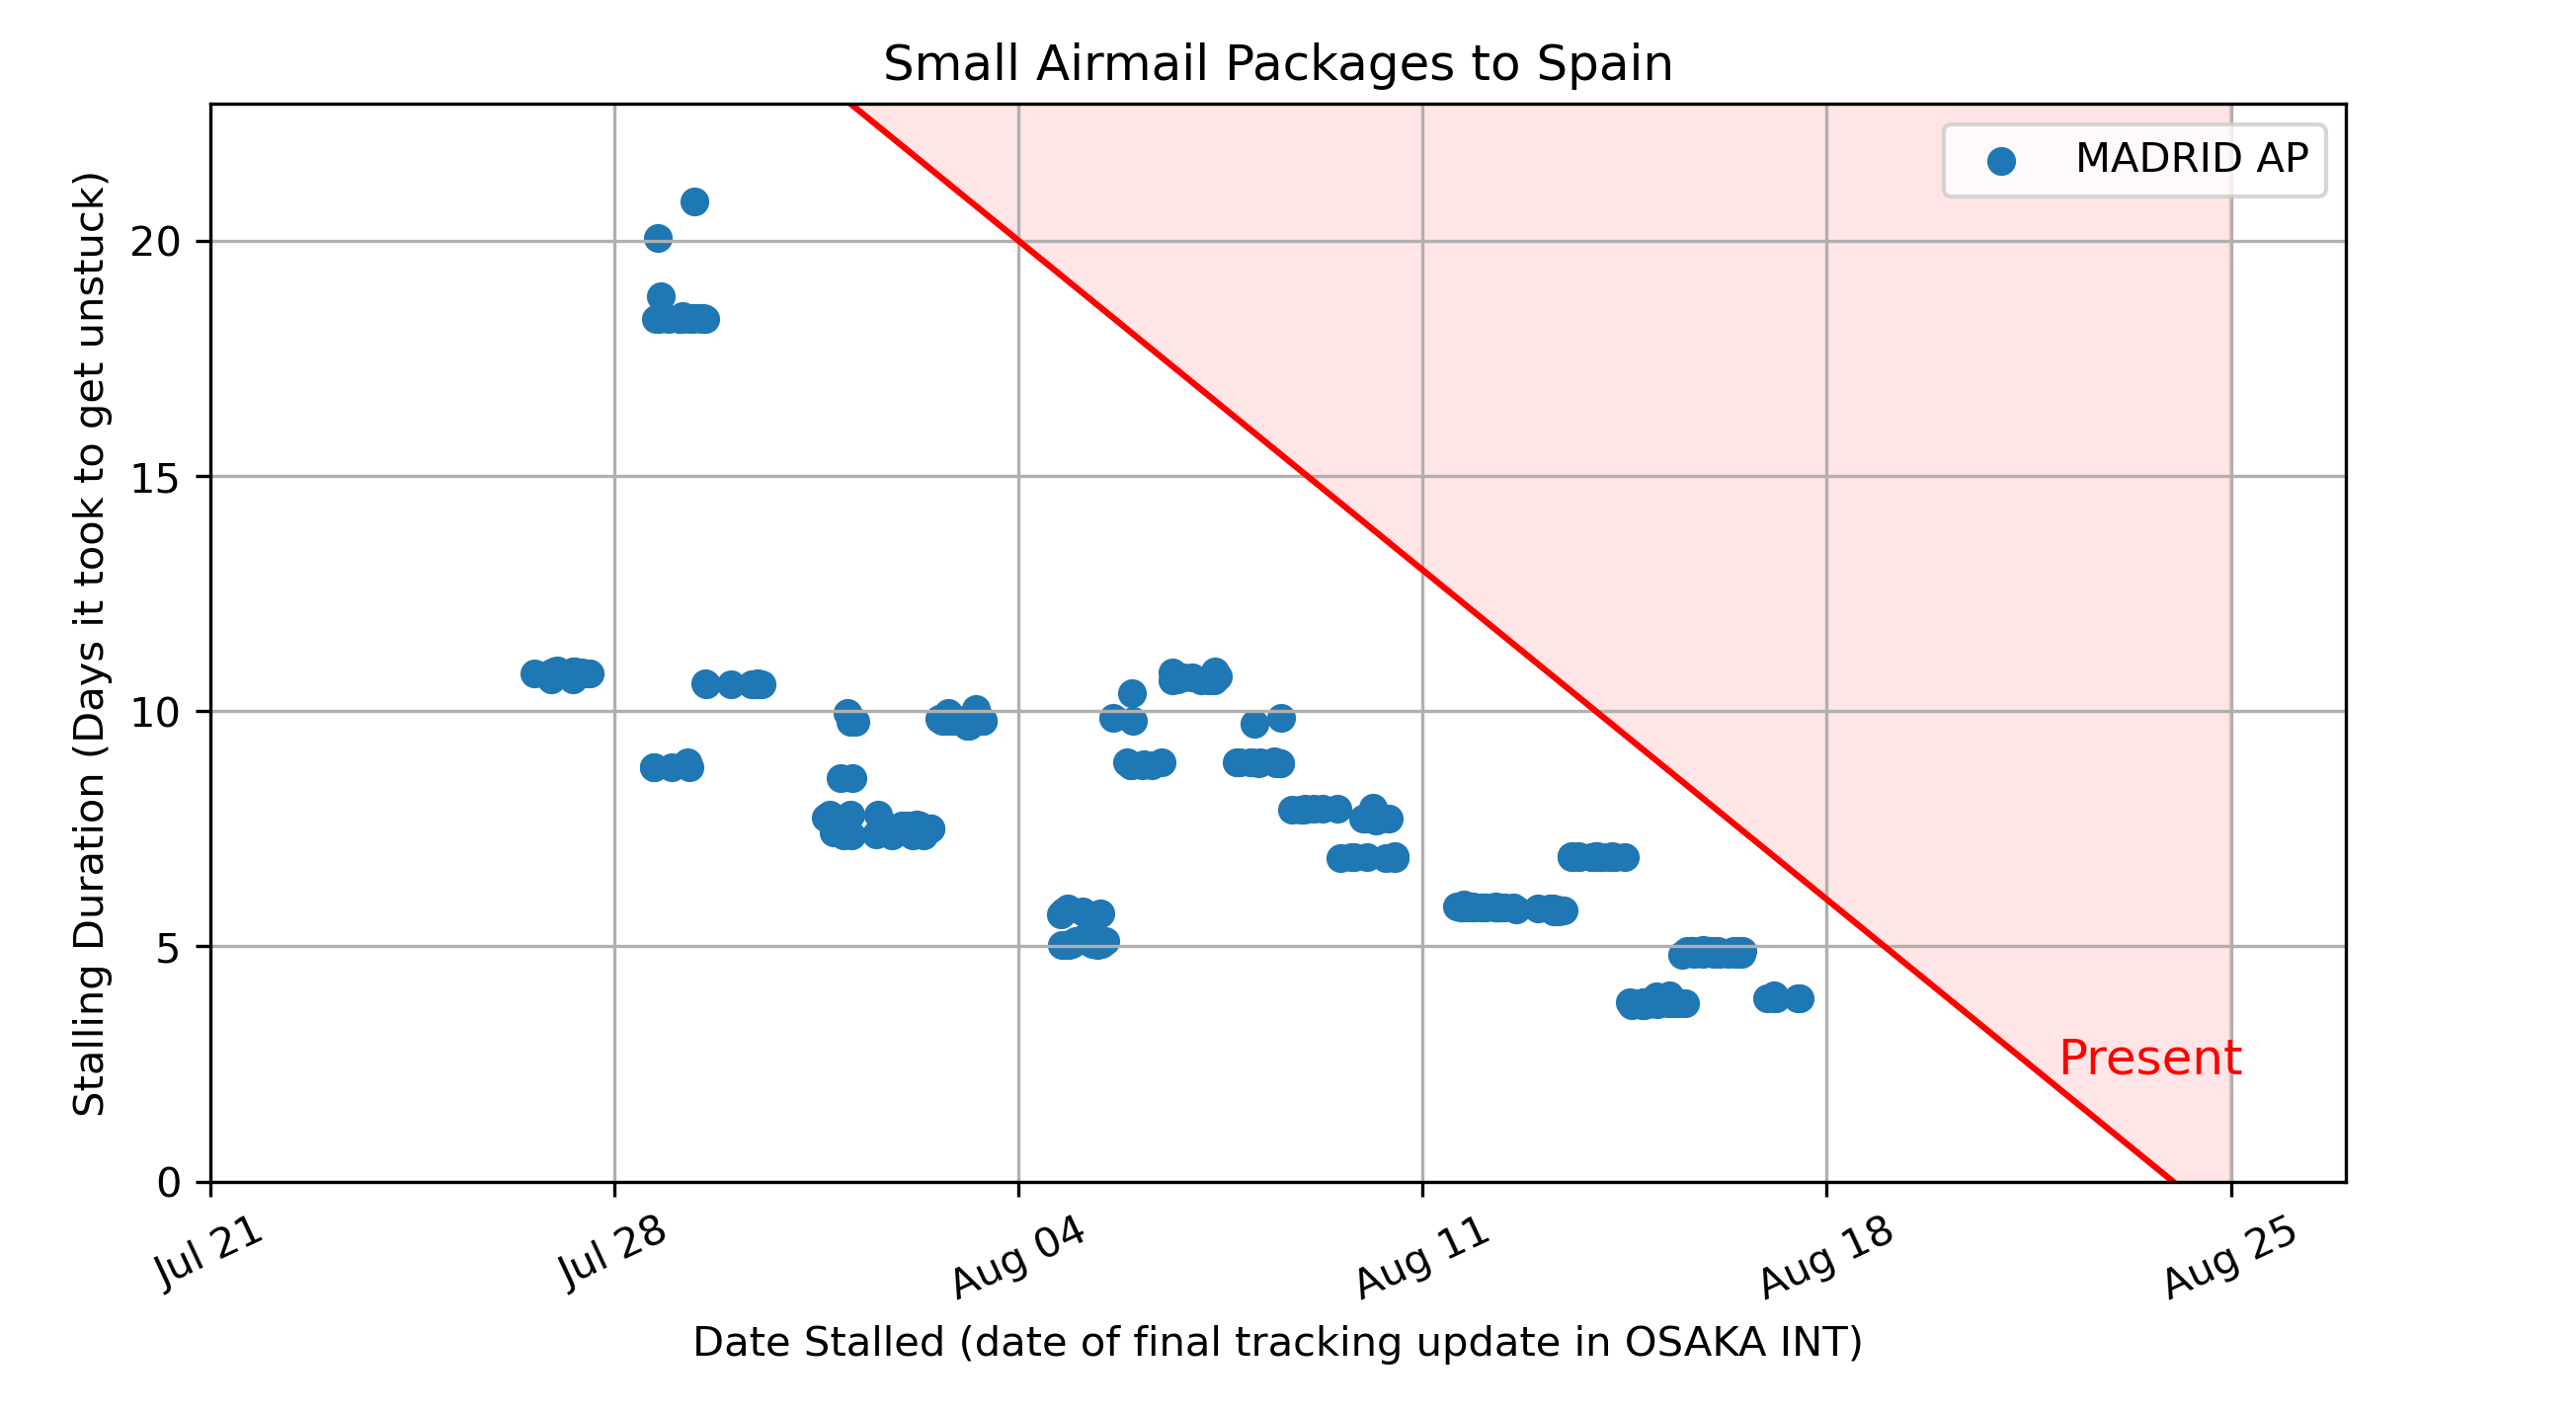 Small Airmail Packages to Spain
MADRID AP
Stalling Duration (Days it took to get unstuck)
20
15
10
5
0
Present
Jul 21
Jul 28
Aug 04
Aug 11
Aug 18
Aug 25
Date Stalled (date of final tracking update in OSAKA INT)